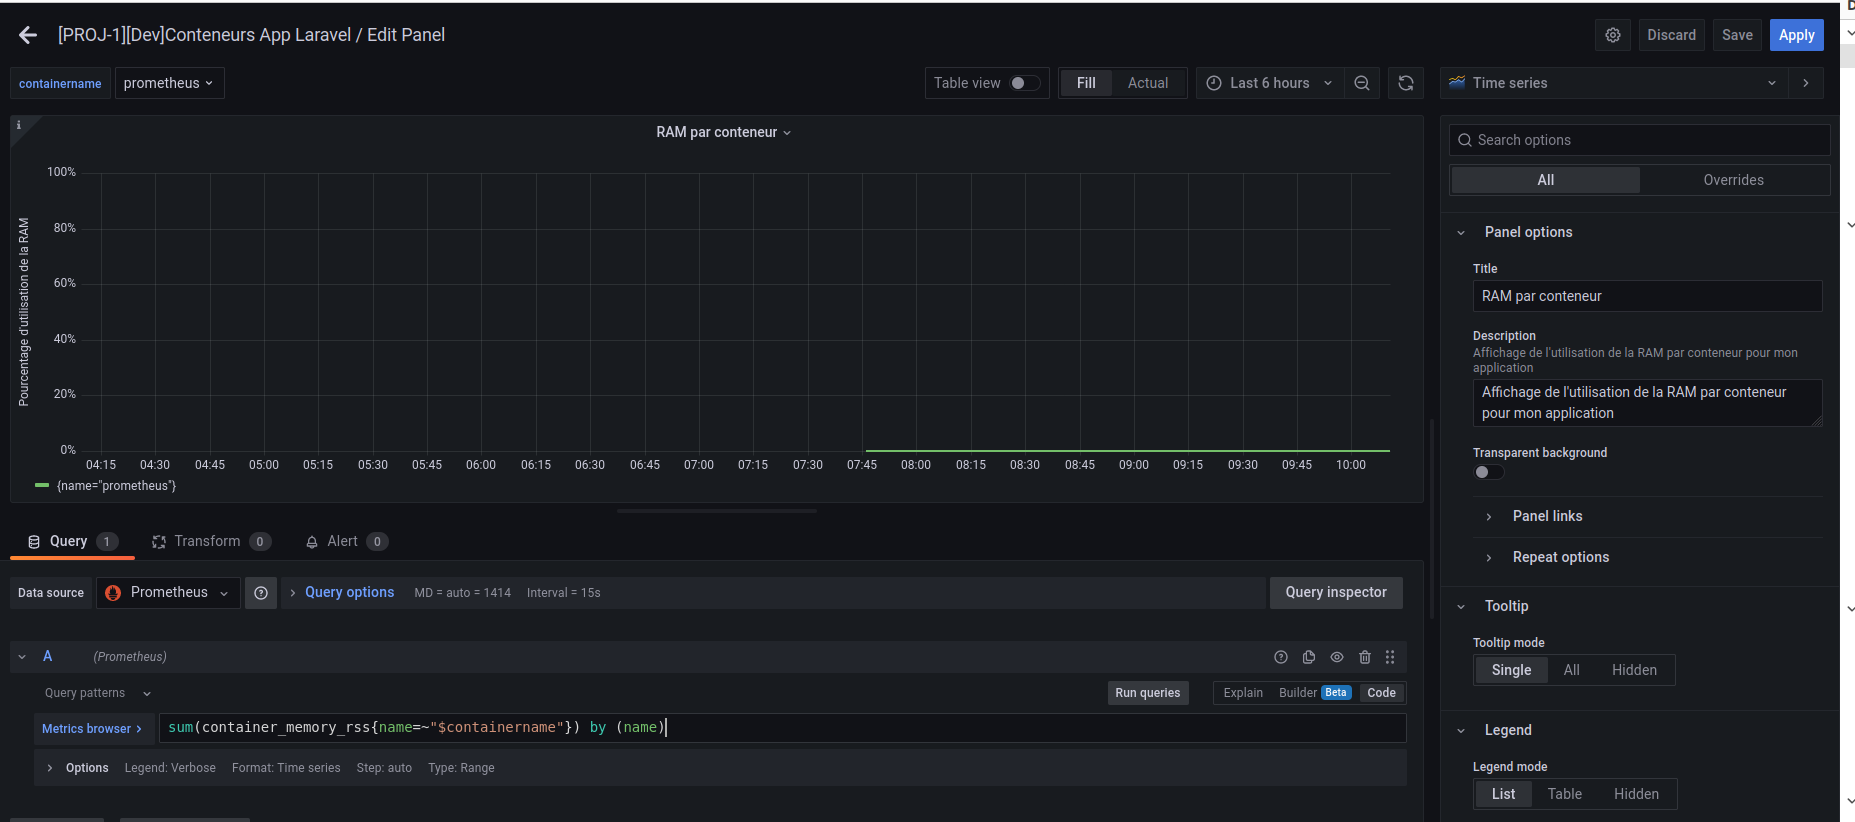 [PROJ-1][Dev]Conteneurs App Laravel / Edit Panel
Discard
Save
Apply
containername
prometheus
Table view
Fill
Actual
Last 6 hours
Time series
i
RAM par conteneur
Pourcentage d'utilisation de la RAM
100%
80%
60%
40%
20%
0%
04:15 04:30 04:45 05:00 05:15 05:30 05:45 06:00 06:15 06:30 06:45 07:00 07:15 07:30 07:45 08:00 08:15 08:30 08:45 09:00 09:15 09:30 09:45 10:00
{name="prometheus"}
Query 1
Transform 0
Alert 0
Data source
Prometheus
Query options
MD = auto = 1414
Interval = 15s
Query inspector
A
(Prometheus)
Query patterns
Run queries
Explain
Builder Beta
Code
Metrics browser >
sum(container_memory_rss{name=~"$containername"}) by (name)
Options
Legend: Verbose
Format: Time series
Step: auto
Type: Range
Search options
All
Overrides
Panel options
Title
RAM par conteneur
Description
Affichage de l'utilisation de la RAM par conteneur pour mon
application
Affichage de l'utilisation de la RAM par conteneur
pour mon application
Transparent background
Panel links
Repeat options
Tooltip
Tooltip mode
Single
All
Hidden
Legend
Legend mode
List
Table
Hidden